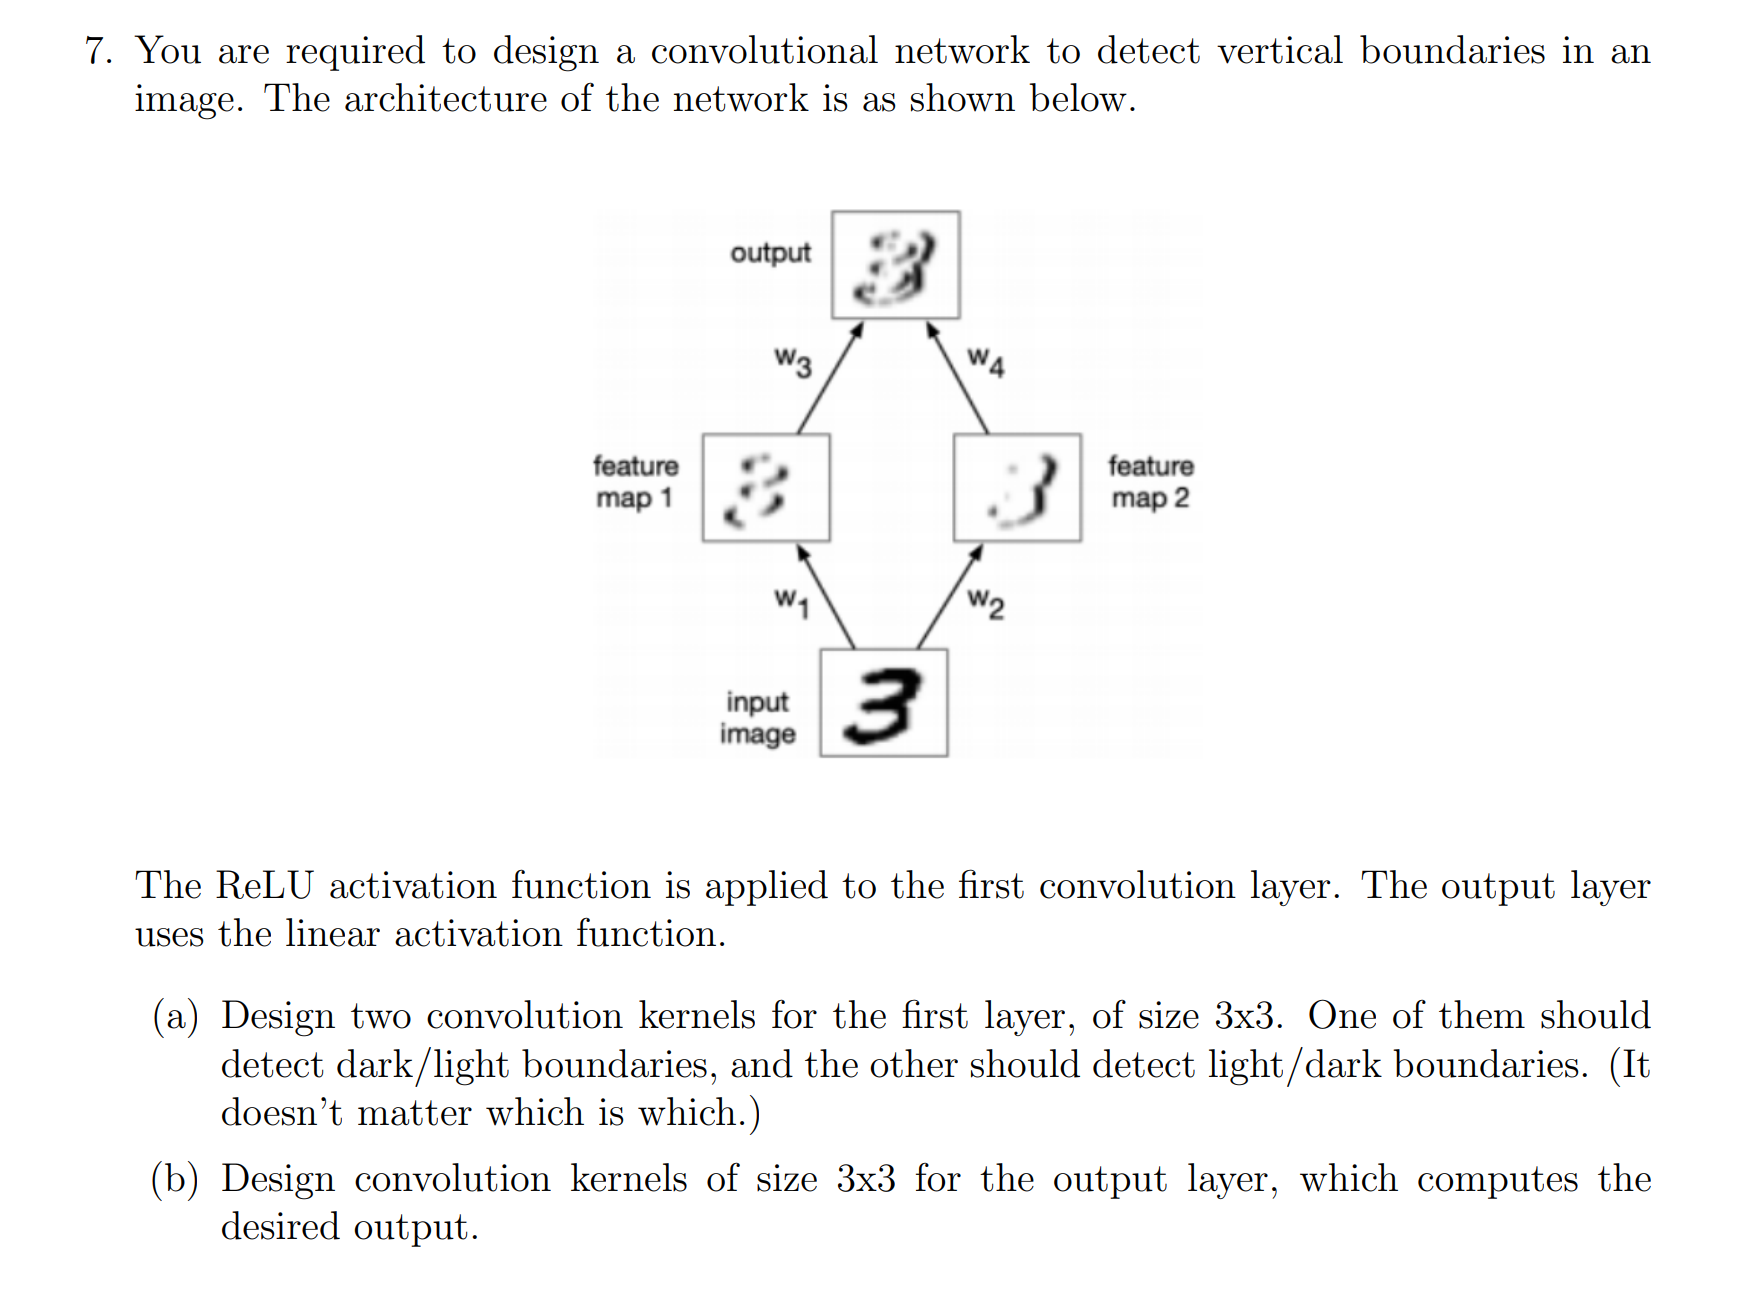 7. You are required to design a convolutional network to detect vertical boundaries in an
image. The architecture of the network is as shown below.
output
w3
w4
feature
map 1
feature
map 2
w1
w2
input
image
3
The ReLU activation function is applied to the first convolution layer. The output layer
uses the linear activation function.
(a) Design two convolution kernels for the first layer, of size 3x3. One of them should
detect dark/light boundaries, and the other should detect light/dark boundaries. (It
doesn't matter which is which.)
(b) Design convolution kernels of size 3x3 for the output layer, which computes the
desired output.